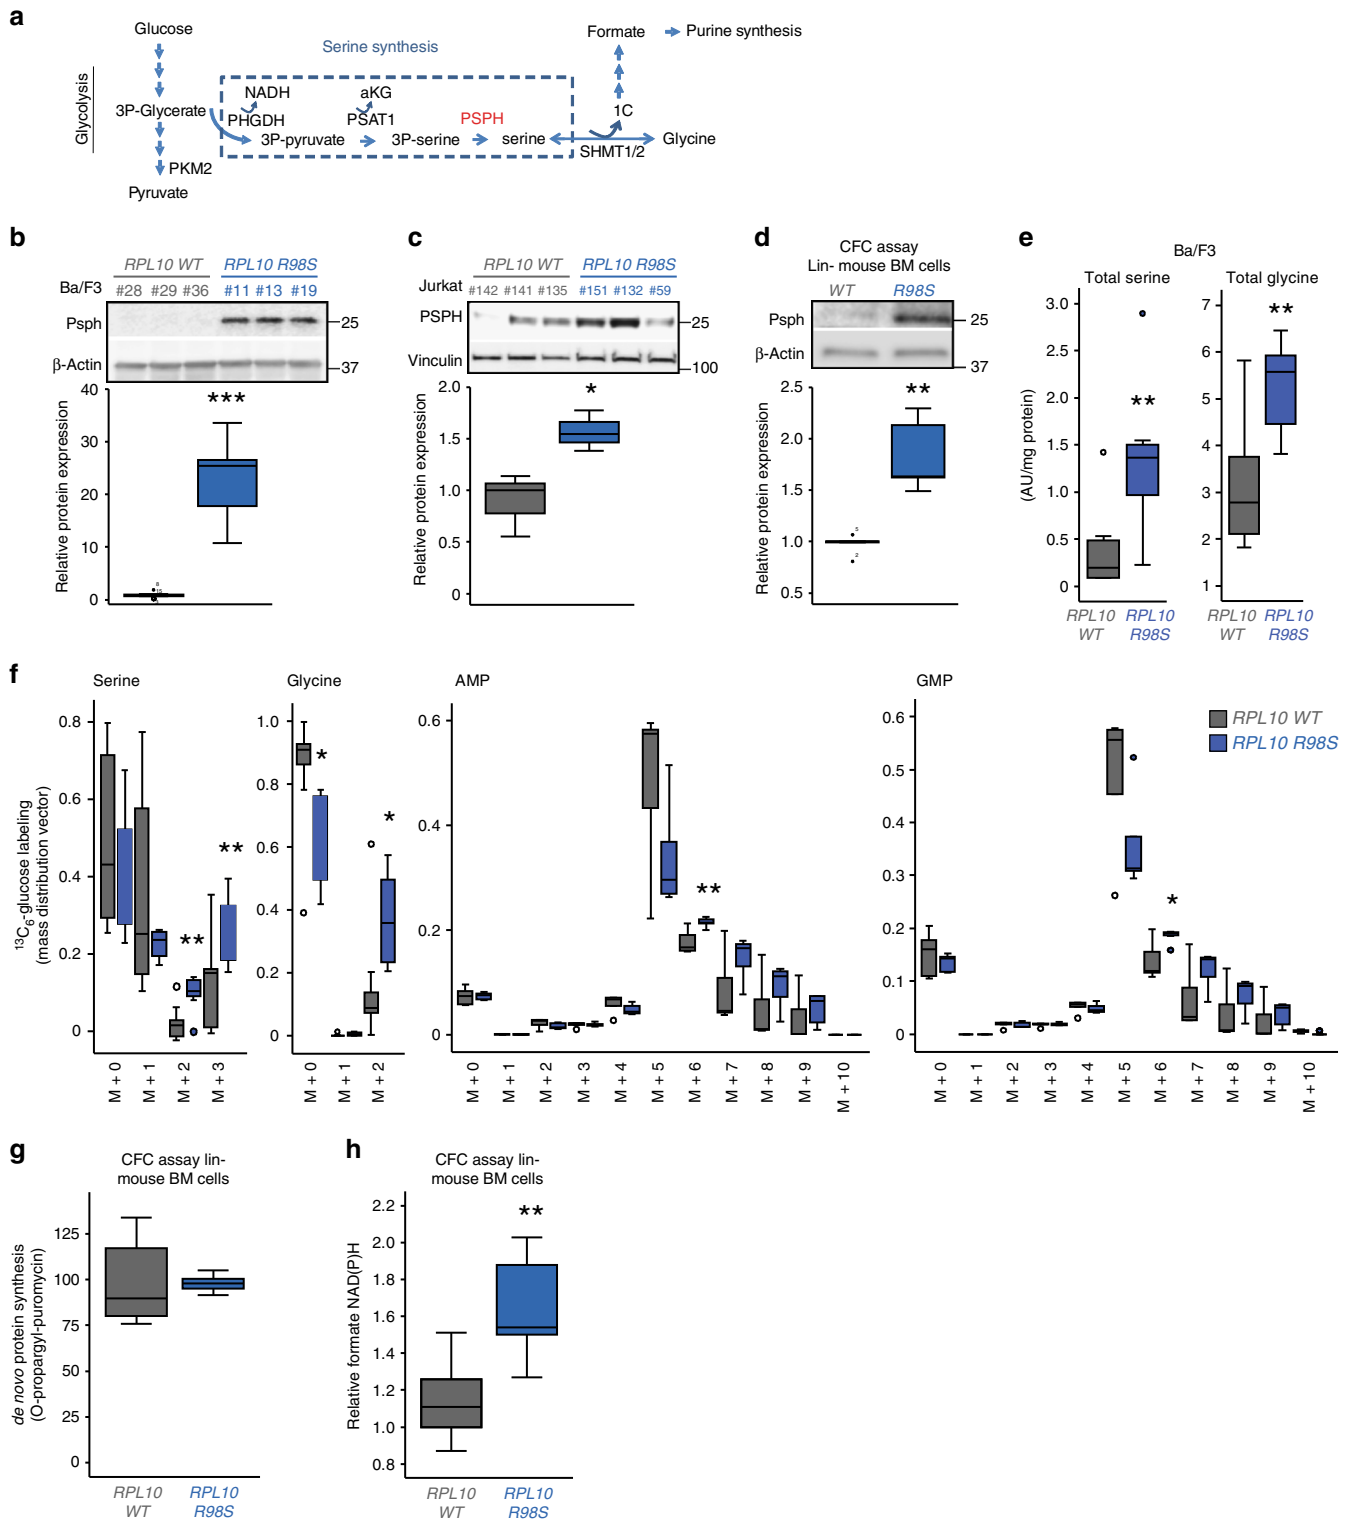 a
Glucose
Formate
Purine synthesis
Serine synthesis
Glycolysis
NADH
aKG
3P-Glycerate
PHGDH
PSAT1
PSPH
1C
3P-pyruvate
3P-serine
serine
Glycine
SHMT1/2
PKM2
Pyruvate
b
RPL10 WT RPL10 R98S
Ba/F3 #28 #29 #36 #11 #13 #19
Psph
25
β-Actin
37
Relative protein expression
40
30
20
10
0
***
c
RPL10 WT RPL10 R98S
Jurkat #142 #141 #135 #151 #132 #59
PSPH
25
Vinculin
100
Relative protein expression
2.0
1.5
1.0
0.5
0
*
d
CFC assay
Lin- mouse BM cells
WT R98S
Psph
25
β-Actin
37
Relative protein expression
2.5
2.0
1.5
1.0
0.5
**
5
2
e
Ba/F3
Total serine Total glycine
(AU/mg protein)
3.0
2.5
2.0
1.5
1.0
0.5
0
**
RPL10 RPL10
WT R98S
7
6
5
4
3
2
1
**
RPL10 RPL10
WT R98S
f
Serine
Glycine
AMP
GMP
RPL10 WT
RPL10 R98S
13C6-glucose labeling
(mass distribution vector)
0.8
0.6
0.4
0.2
0
**
**
M + 0 M + 1 M + 2 M + 3
1.0
0.8
0.6
0.4
0.2
0
*
*
M + 0 M + 1 M + 2
0.6
0.4
0.2
0
**
M + 0 M + 1 M + 2 M + 3 M + 4 M + 5 M + 6 M + 7 M + 8 M + 9 M + 10
0.6
0.5
0.4
0.3
0.2
0.1
0
*
M + 0 M + 1 M + 2 M + 3 M + 4 M + 5 M + 6 M + 7 M + 8 M + 9 M + 10
g
CFC assay lin-
mouse BM cells
de novo protein synthesis
(O-propargyl-puromycin)
125
100
75
50
25
0
RPL10 RPL10
WT R98S
h
CFC assay lin-
mouse BM cells
Relative formate NAD(P)H
2.2
2.0
1.8
1.6
1.4
1.2
1.0
0.8
**
RPL10 RPL10
WT R98S